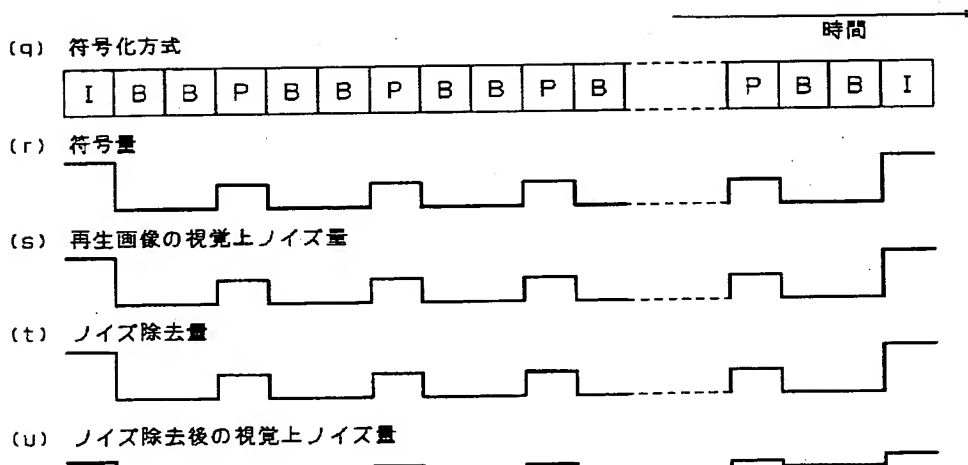 時間
(q) 符号化方式
I B B P B B P B B P B P B B I
(r) 符号量
(s) 再生画像の視覚上ノイズ量
(t) ノイズ除去量
(u) ノイズ除去後の視覚上ノイズ量